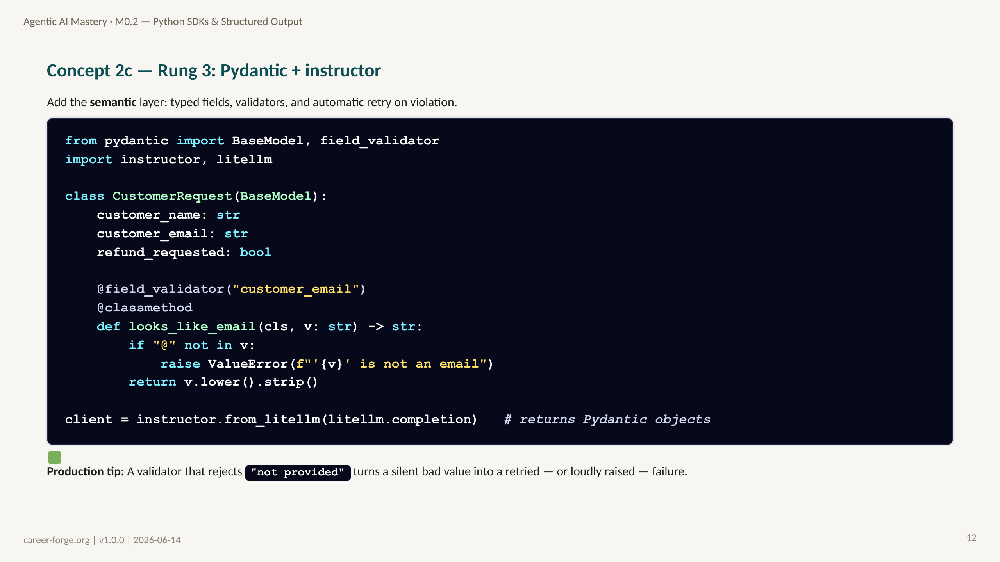 Agentic AI Mastery · M0.2 — Python SDKs & Structured Output
Concept 2c — Rung 3: Pydantic + instructor
Add the semantic layer: typed fields, validators, and automatic retry on violation.
from pydantic import BaseModel, field_validator
import instructor, litellm
class CustomerRequest(BaseModel):
    customer_name: str
    customer_email: str
    refund_requested: bool
    @field_validator("customer_email")
    @classmethod
    def looks_like_email(cls, v: str) -> str:
        if "@" not in v:
            raise ValueError(f"'{v}' is not an email")
        return v.lower().strip()
client = instructor.from_litellm(litellm.completion)   # returns Pydantic objects
Production tip: A validator that rejects "not provided" turns a silent bad value into a retried — or loudly raised — failure.
career-forge.org | v1.0.0 | 2026-06-14
12